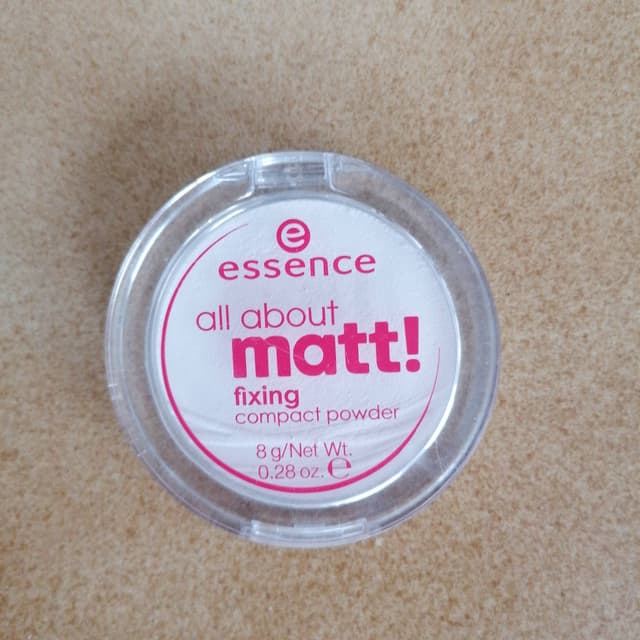 e
essence
all about
matt!
fixing
compact powder
8 g/Net Wt.
0.28 oz. ℮